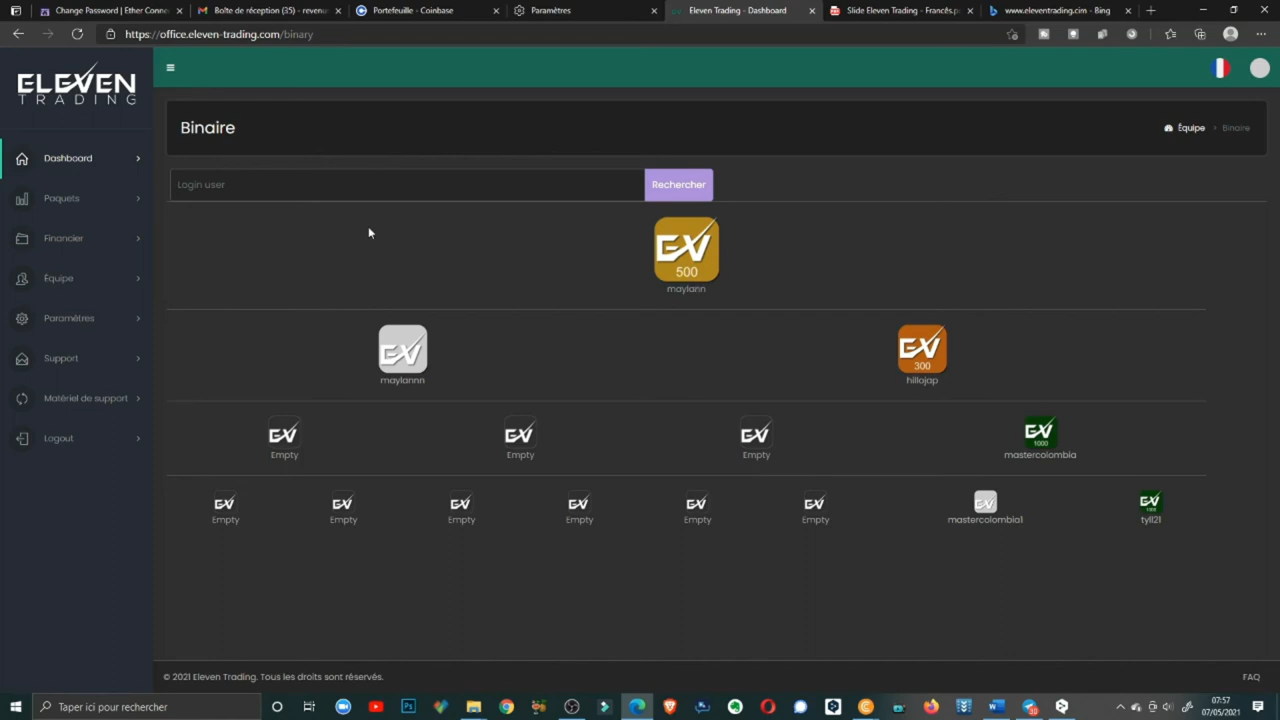 Change Password | Ether Connec
Boîte de réception (35) - revenu
Portefeuille - Coinbase
Paramètres
Eleven Trading - Dashboard
Slide Eleven Trading - Francês.p
www.eleventrading.cim - Bing
https://office.eleven-trading.com/binary
ELEVEN
TRADING
Binaire
Équipe > Binaire
Dashboard
Login user
Rechercher
Paquets
Financier
EV
500
maylann
Équipe
Paramètres
EV
EV
300
maylannn
hillojap
Support
Matériel de support
EV
EV
EV
EV
1000
Empty
Empty
Empty
mastercolombia
Logout
EV
EV
EV
EV
EV
EV
EV
EV
Empty
Empty
Empty
Empty
Empty
Empty
mastercolombia1
tyll21
© 2021 Eleven Trading. Tous les droits sont réservés.
FAQ
Taper ici pour rechercher
07:57
07/05/2021